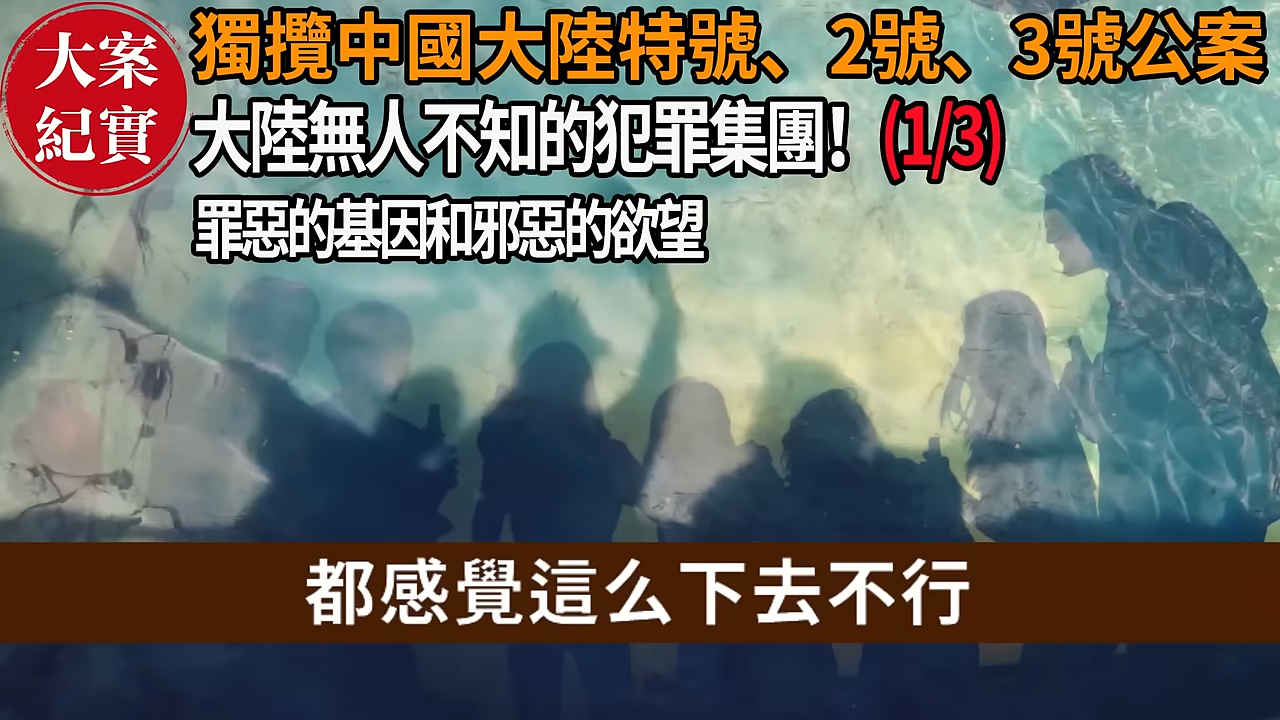 大案
紀實
獨攬中國大陸特號、2號、3號公案
大陸無人不知的犯罪集團！(1/3)
罪惡的基因和邪惡的欲望
都感覺這么下去不行